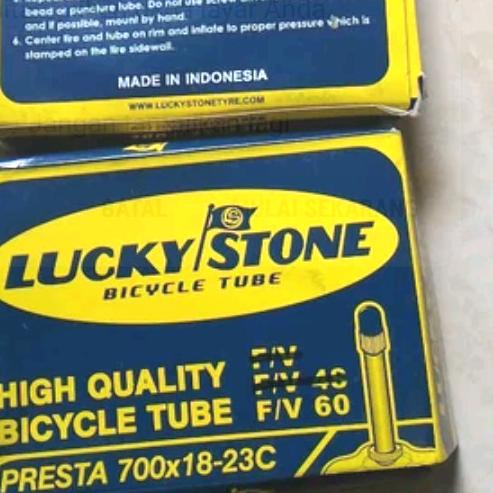 bead or puncture tube. Do not use
and if possible, mount by hand.
6. Center tire and tube on rim and inflate to proper pressure which is
stamped on the tire sidewall.
MADE IN INDONESIA
WWW.LUCKYSTONETYRE.COM
LUCKY STONE
BICYCLE TUBE
HIGH QUALITY
BICYCLE TUBE
F/V
F/V 48
F/V 60
PRESTA 700x18-23C